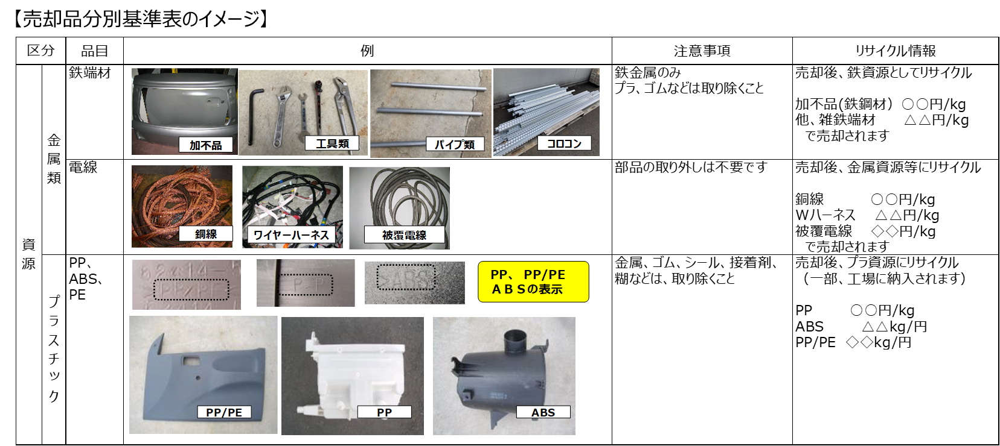 【売却品分別基準表のイメージ】
区分
品目
例
注意事項
リサイクル情報
資源
金属類
鉄端材
加不品
工具類
パイプ類
コロコン
鉄金属のみ
プラ、ゴムなどは取り除くこと
売却後、鉄資源としてリサイクル
加不品(鉄鋼材) ○○円/kg
他、雑鉄端材 △△円/kg
で売却されます
電線
銅線
ワイヤーハーネス
被覆電線
部品の取り外しは不要です
売却後、金属資源等にリサイクル
銅線 ○○円/kg
Wハーネス △△円/kg
被覆電線 ◇◇円/kg
で売却されます
プラスチック
PP、
ABS、
PE
>PP/PE
P P
>ABS
PP、 PP/PE
ＡＢＳの表示
PP/PE
PP
ABS
金属、ゴム、シール、接着剤、
糊などは、取り除くこと
売却後、プラ資源にリサイクル
（一部、工場に納入されます）
PP ○○円/kg
ABS △△kg/円
PP/PE ◇◇kg/円